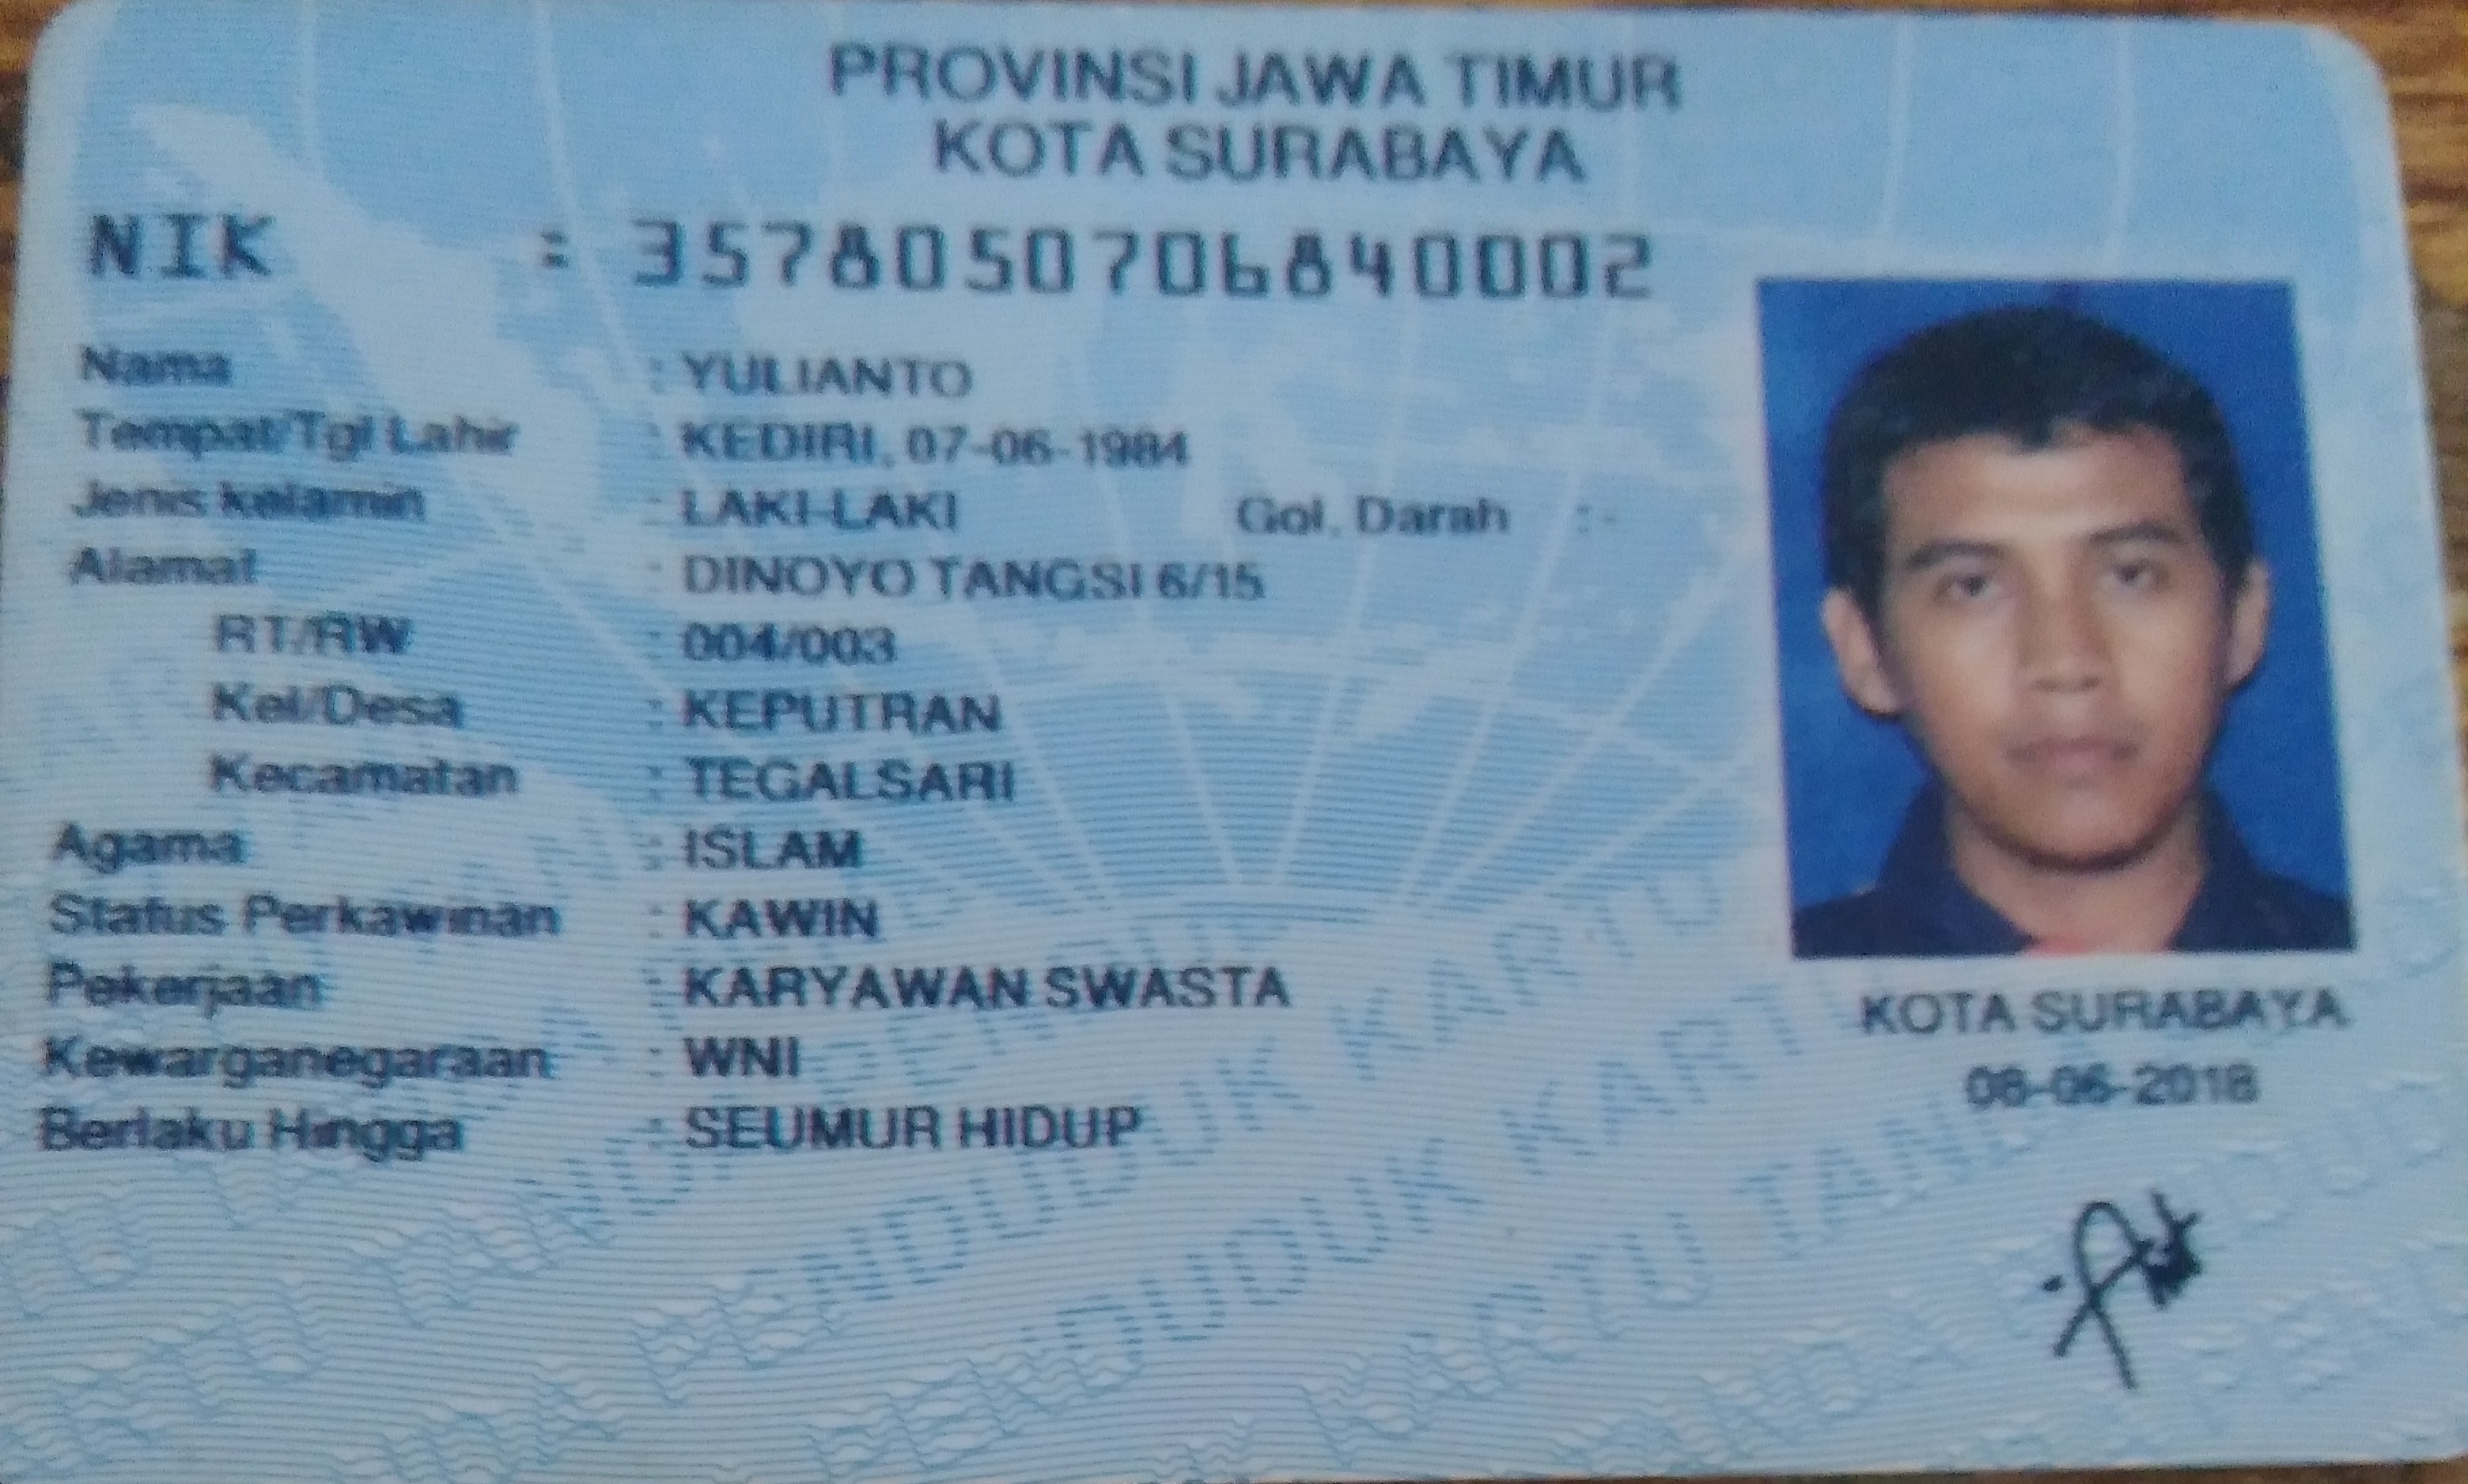 PROVINSI JAWA TIMUR
KOTA SURABAYA
NIK : 3578050706840002
Nama : YULIANTO
Tempat/Tgl Lahir : KEDIRI, 07-06-1984
Jenis kelamin : LAKI-LAKI Gol. Darah : -
Alamat : DINOYO TANGSI 6/15
RT/RW : 004/003
Kel/Desa : KEPUTRAN
Kecamatan : TEGALSARI
Agama : ISLAM
Status Perkawinan : KAWIN
Pekerjaan : KARYAWAN SWASTA
Kewarganegaraan : WNI
Berlaku Hingga : SEUMUR HIDUP
KOTA SURABAYA
08-06-2018